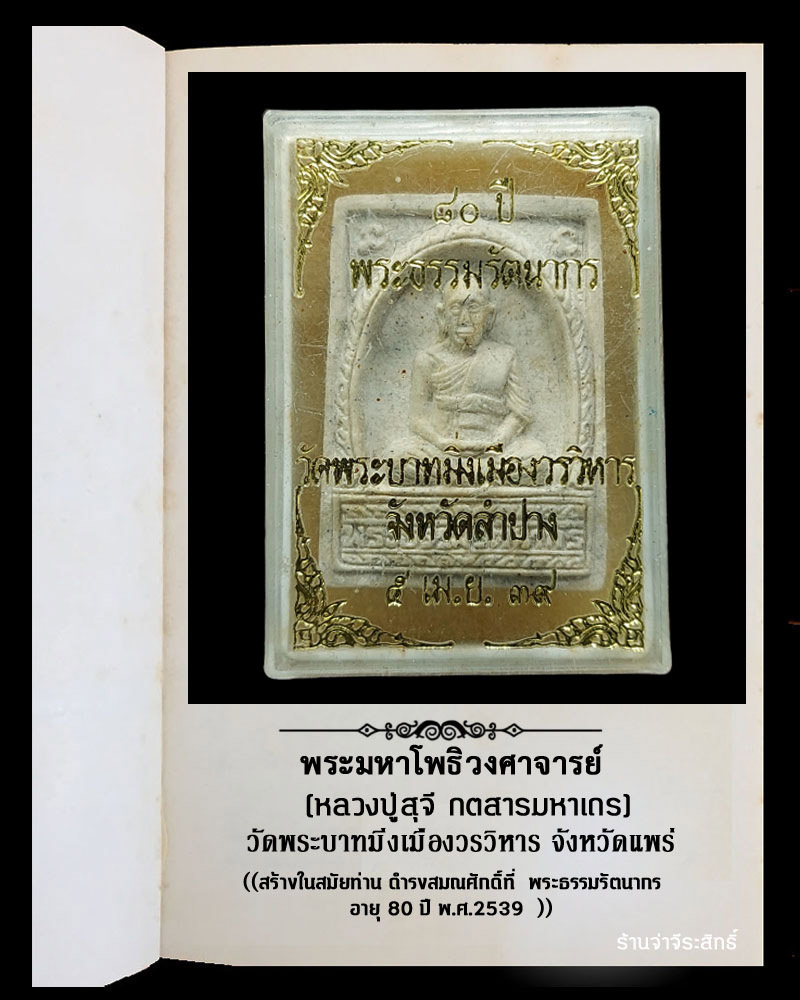 ๘๐ ปี
พระธรรมรัตนากร
วัดพระบาทมิ่งเมืองวรวิหาร
จังหวัดลำปาง
๕ เม.ย. ๓๙
พระมหาโพธิวงศาจารย์
(หลวงปู่สุจี กตสารมหาเถร)
วัดพระบาทมิ่งเมืองวรวิหาร จังหวัดแพร่
((สร้างในสมัยท่าน ดำรงสมณศักดิ์ที่ พระธรรมรัตนากร
อายุ 80 ปี พ.ศ.2539 ))
ร้านจ่าจีระสิทธิ์